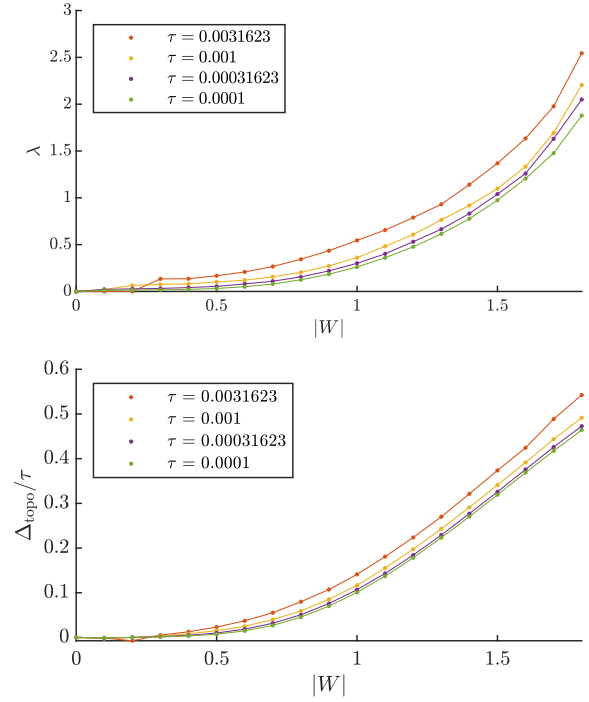 3
2.5
2
1.5
1
0.5
0
λ
τ = 0.0031623
τ = 0.001
τ = 0.00031623
τ = 0.0001
0 0.5 1 1.5
|W|
0.6
0.5
0.4
0.3
0.2
0.1
0
Δtopo/τ
τ = 0.0031623
τ = 0.001
τ = 0.00031623
τ = 0.0001
0 0.5 1 1.5
|W|